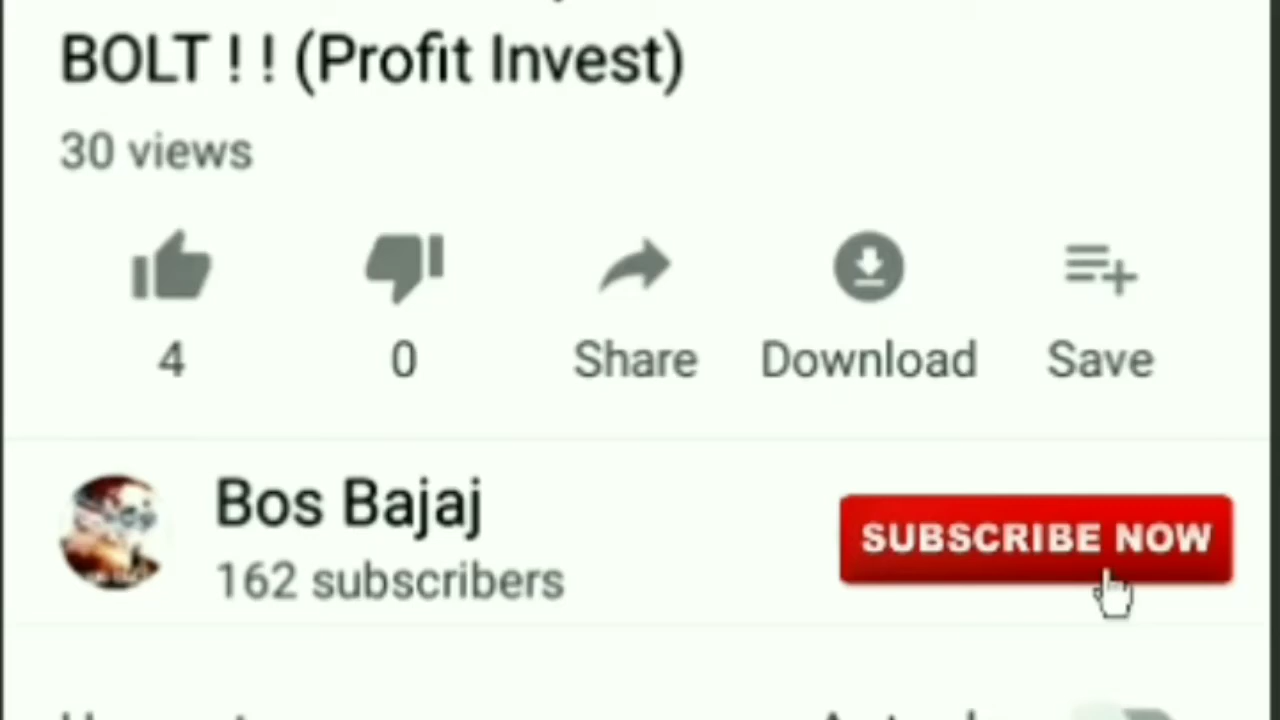 BOLT ! ! (Profit Invest)
30 views
4
0
Share
Download
Save
Bos Bajaj
162 subscribers
SUBSCRIBE NOW